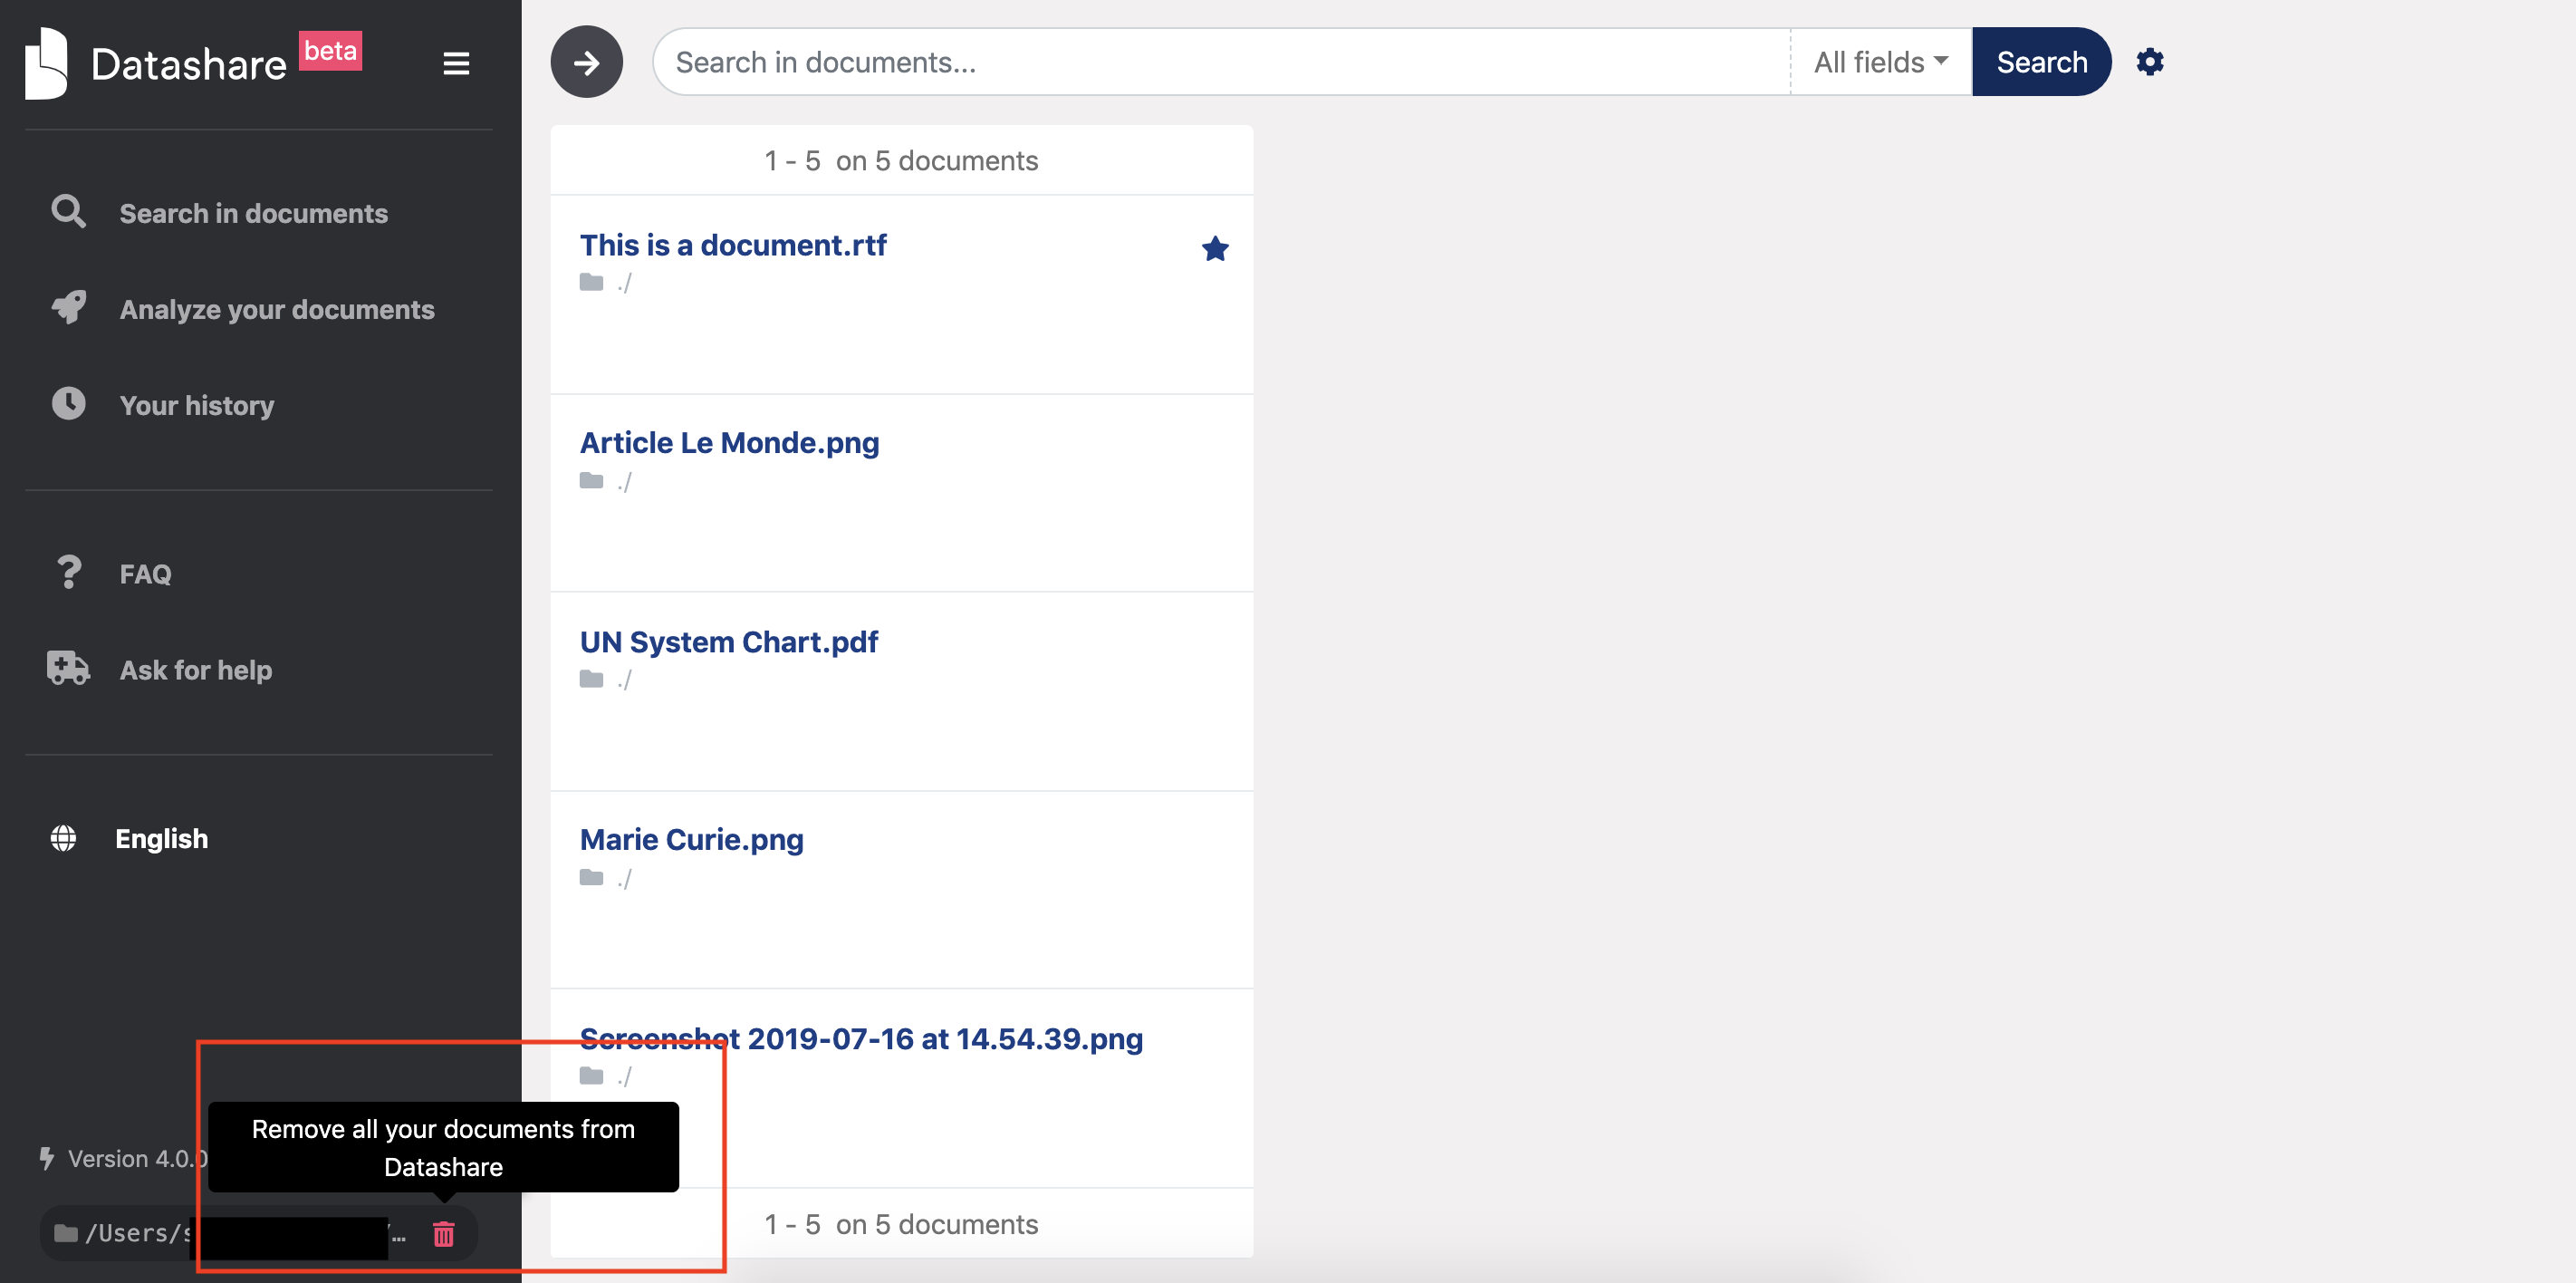 Datashare beta
Search in documents
Analyze your documents
Your history
FAQ
Ask for help
English
Version 4.0.0
/Users/s
/…
Remove all your documents from
Datashare
Search in documents...
All fields
Search
1 - 5 on 5 documents
This is a document.rtf
./
Article Le Monde.png
./
UN System Chart.pdf
./
Marie Curie.png
./
Screenshot 2019-07-16 at 14.54.39.png
./
1 - 5 on 5 documents